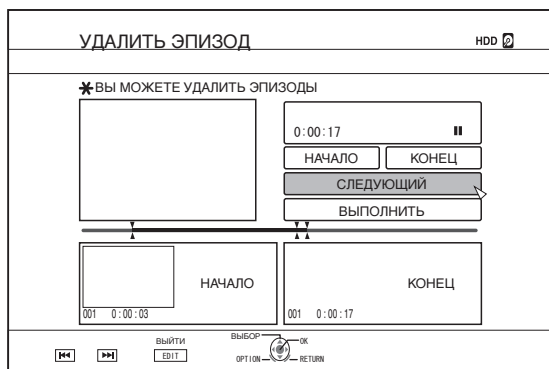 УДАЛИТЬ ЭПИЗОД
HDD
ВЫ МОЖЕТЕ УДАЛИТЬ ЭПИЗОДЫ
0:00:17
НАЧАЛО КОНЕЦ
СЛЕДУЮЩИЙ
ВЫПОЛНИТЬ
НАЧАЛО
001 0:00:03
КОНЕЦ
001 0:00:17
ВЫЙТИ
EDIT
ВЫБОР
OK
OPTION
RETURN